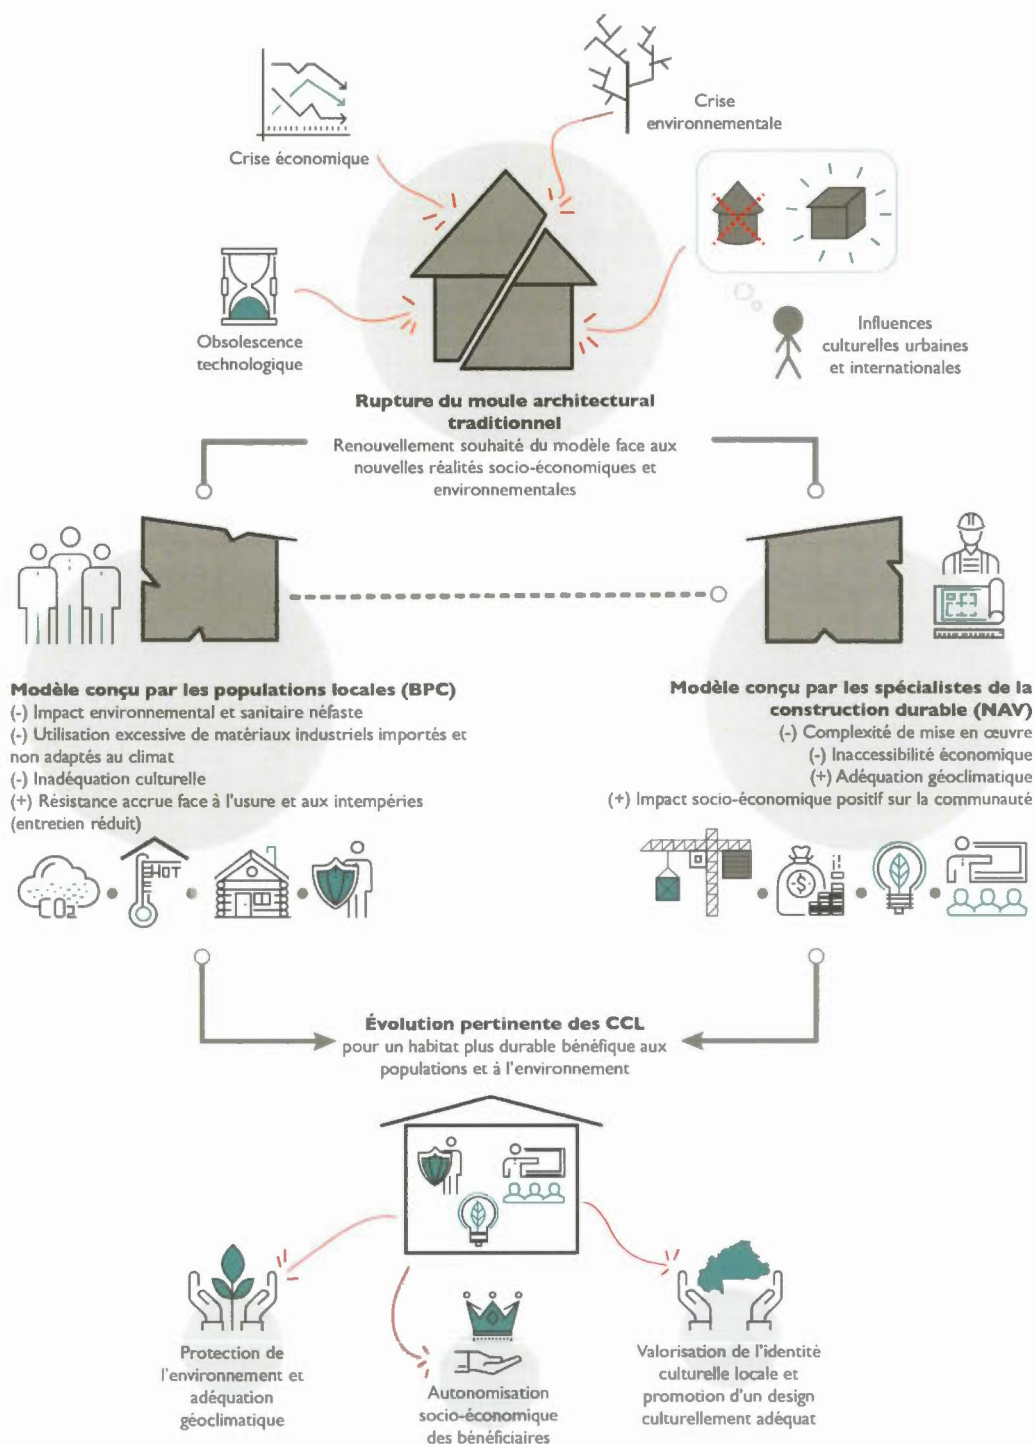 Crise économique
Crise
environnementale
Obsolescence
technologique
Influences
culturelles urbaines
et internationales
Rupture du moule architectural
traditionnel
Renouvellement souhaité du modèle face aux
nouvelles réalités socio-économiques et
environnementales
Modèle conçu par les populations locales (BPC)
(-) Impact environnemental et sanitaire néfaste
(-) Utilisation excessive de matériaux industriels importés et
non adaptés au climat
(-) Inadéquation culturelle
(+) Résistance accrue face à l'usure et aux intempéries
(entretien réduit)
CO2
HOT
Modèle conçu par les spécialistes de la
construction durable (NAV)
(-) Complexité de mise en œuvre
(-) Inaccessibilité économique
(+) Adéquation géoclimatique
(+) Impact socio-économique positif sur la communauté
-$-
Évolution pertinente des CCL
pour un habitat plus durable bénéfique aux
populations et à l'environnement
Protection de
l'environnement et
adéquation
géoclimatique
Autonomisation
socio-économique
des bénéficiaires
Valorisation de l'identité
culturelle locale et
promotion d'un design
culturellement adéquat